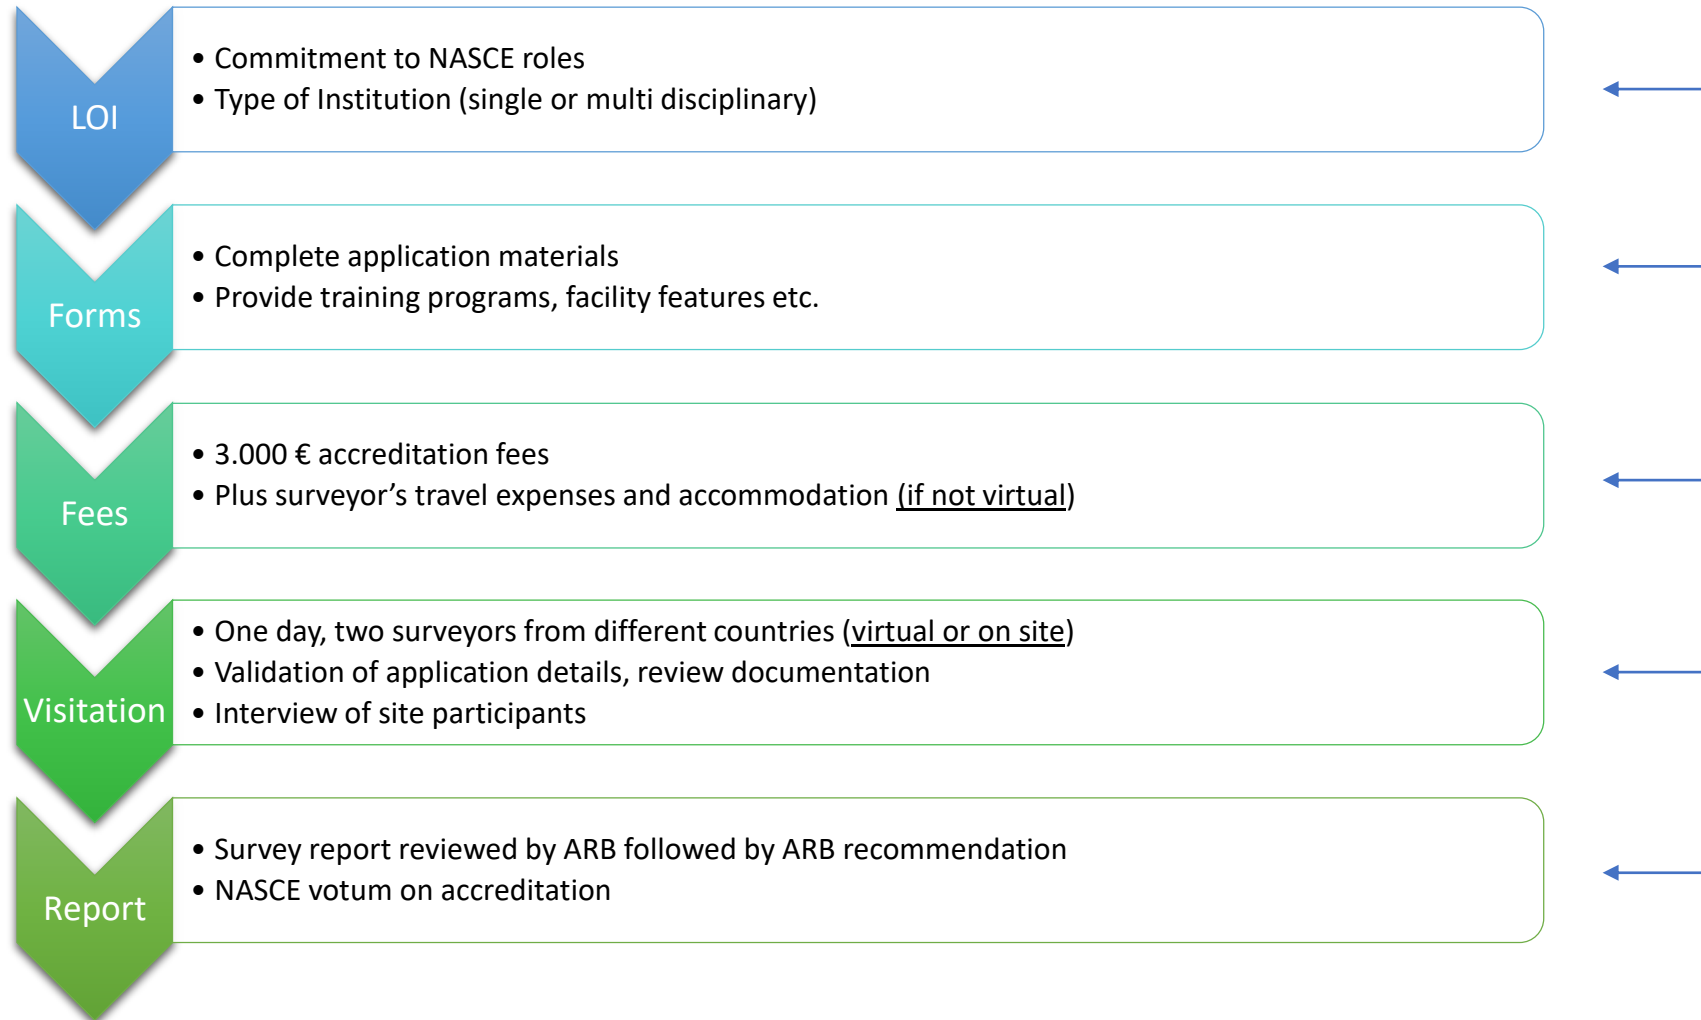 LOI
• Commitment to NASCE roles
• Type of Institution (single or multi disciplinary)
Forms
• Complete application materials
• Provide training programs, facility features etc.
Fees
• 3.000 € accreditation fees
• Plus surveyor’s travel expenses and accommodation (if not virtual)
Visitation
• One day, two surveyors from different countries (virtual or on site)
• Validation of application details, review documentation
• Interview of site participants
Report
• Survey report reviewed by ARB followed by ARB recommendation
• NASCE votum on accreditation